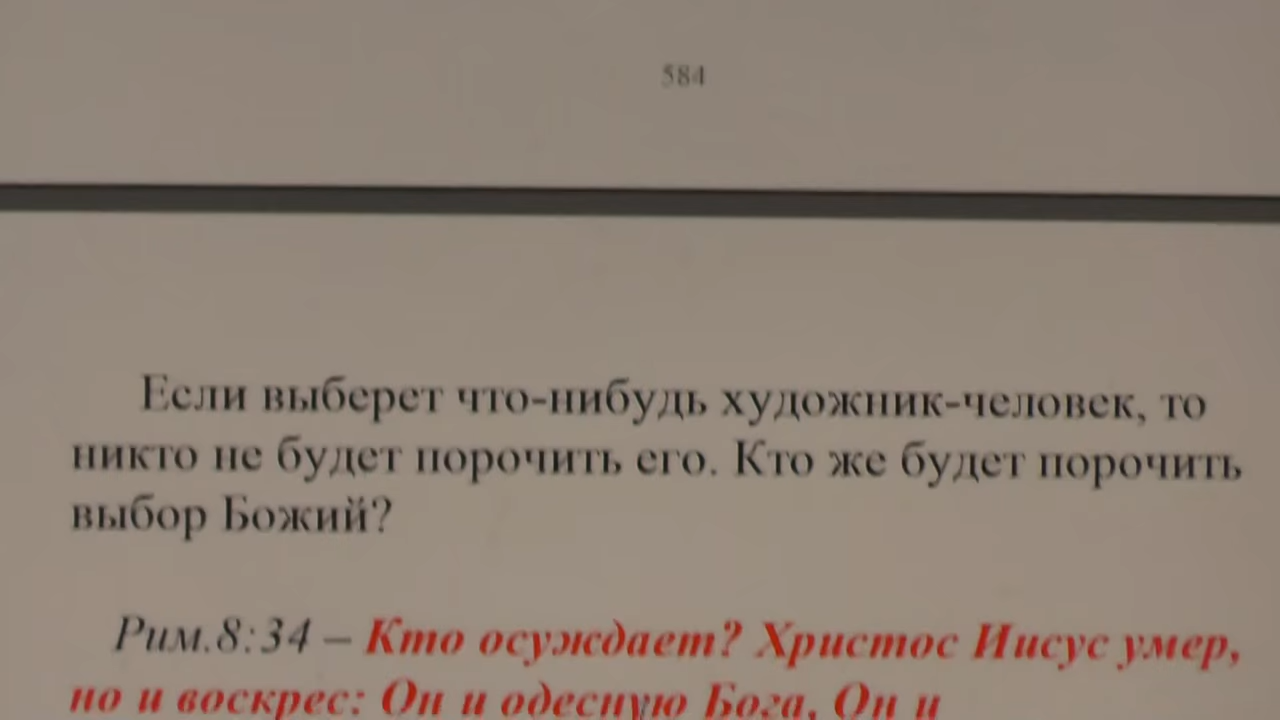 584
Если выберет что-нибудь художник-человек, то
никто не будет порочить его. Кто же будет порочить
выбор Божий?
Рим.8:34 – Кто осуждает? Христос Иисус умер,
но и воскрес: Он и одесную Бога, Он и